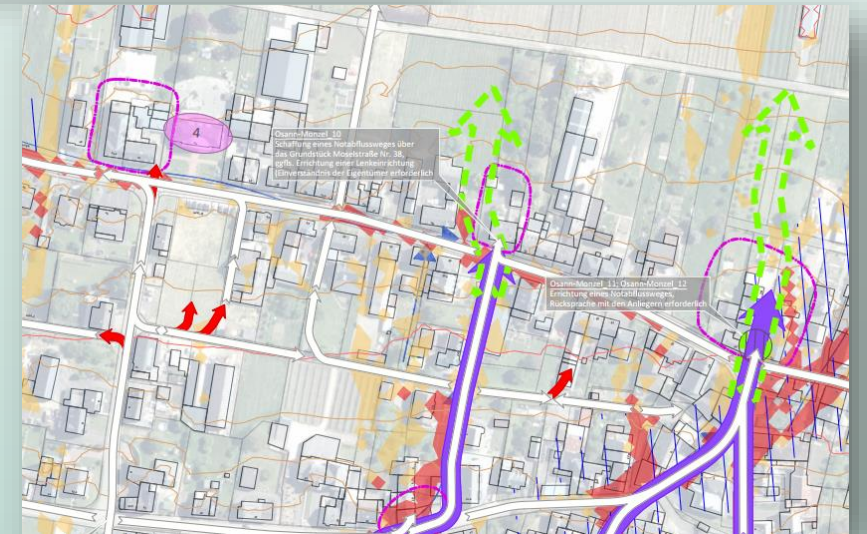 4
Osann-Monzel_10
Schaffung eines Notabflussweges über
das Grundstück Moselstraße Nr. 38,
ggfls. Errichtung einer Lenkeinrichtung
(Einverständnis der Eigentümer erforderlich
Osann-Monzel_11; Osann-Monzel_12
Errichtung eines Notabflussweges,
Rücksprache mit den Anliegern erforderlich